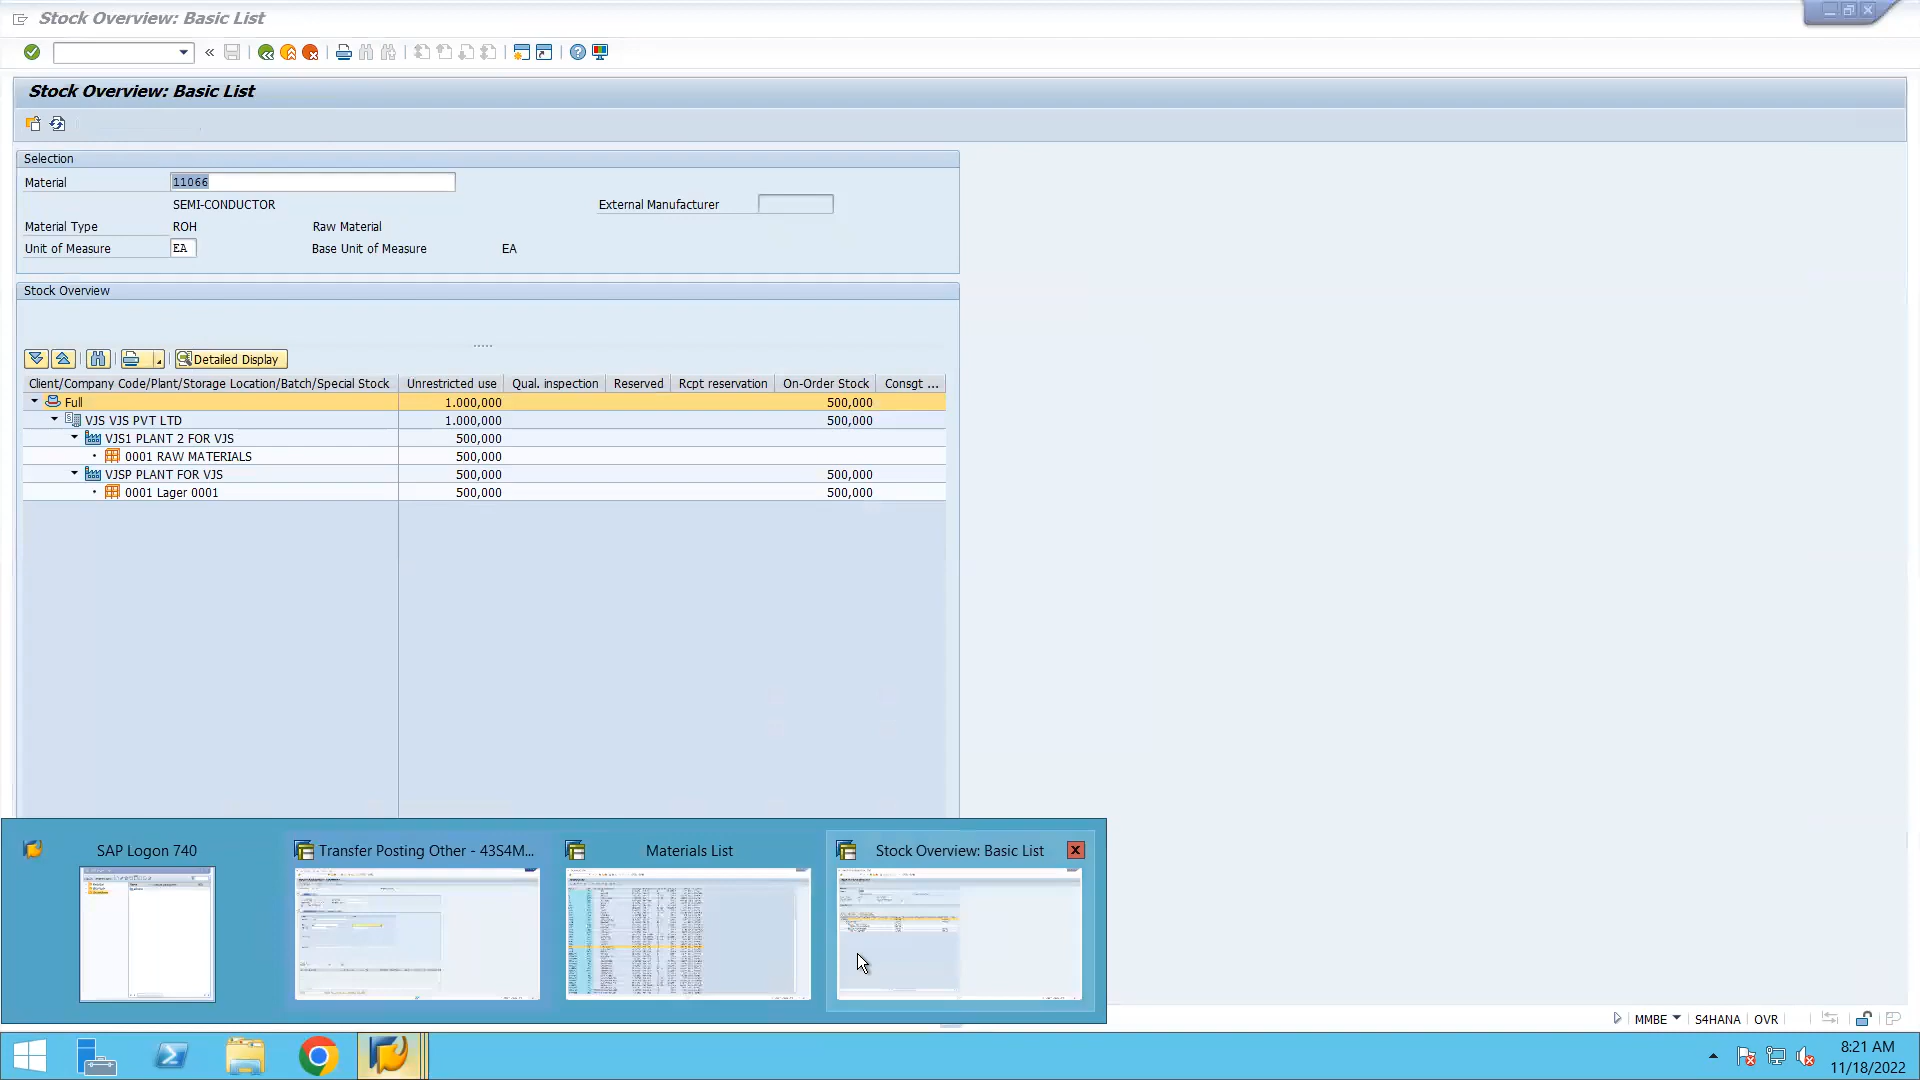 Stock Overview: Basic List
Stock Overview: Basic List
Selection
Material 11066
SEMI-CONDUCTOR External Manufacturer
Material Type ROH Raw Material
Unit of Measure EA Base Unit of Measure EA
Stock Overview
Detailed Display
Client/Company Code/Plant/Storage Location/Batch/Special Stock Unrestricted use Qual. inspection Reserved Rcpt reservation On-Order Stock Consgt ...
Full 1.000,000 500,000
VJS VJS PVT LTD 1.000,000 500,000
VJS1 PLANT 2 FOR VJS 500,000
0001 RAW MATERIALS 500,000
VJSP PLANT FOR VJS 500,000 500,000
0001 Lager 0001 500,000 500,000
SAP Logon 740 Transfer Posting Other - 43S4M... Materials List Stock Overview: Basic List
MMBE S4HANA OVR
8:21 AM
11/18/2022